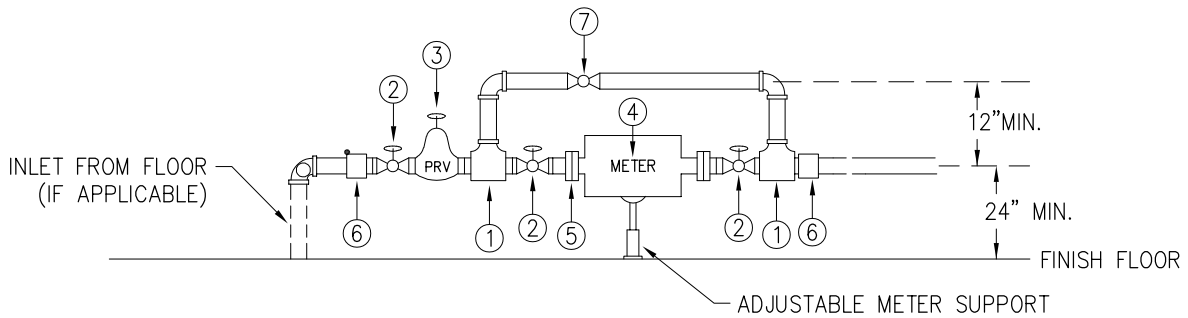 7
3
2
4
12"MIN.
INLET FROM FLOOR
(IF APPLICABLE)
PRV
METER
24" MIN.
6
1
2
5
2
1
6
FINISH FLOOR
ADJUSTABLE METER SUPPORT